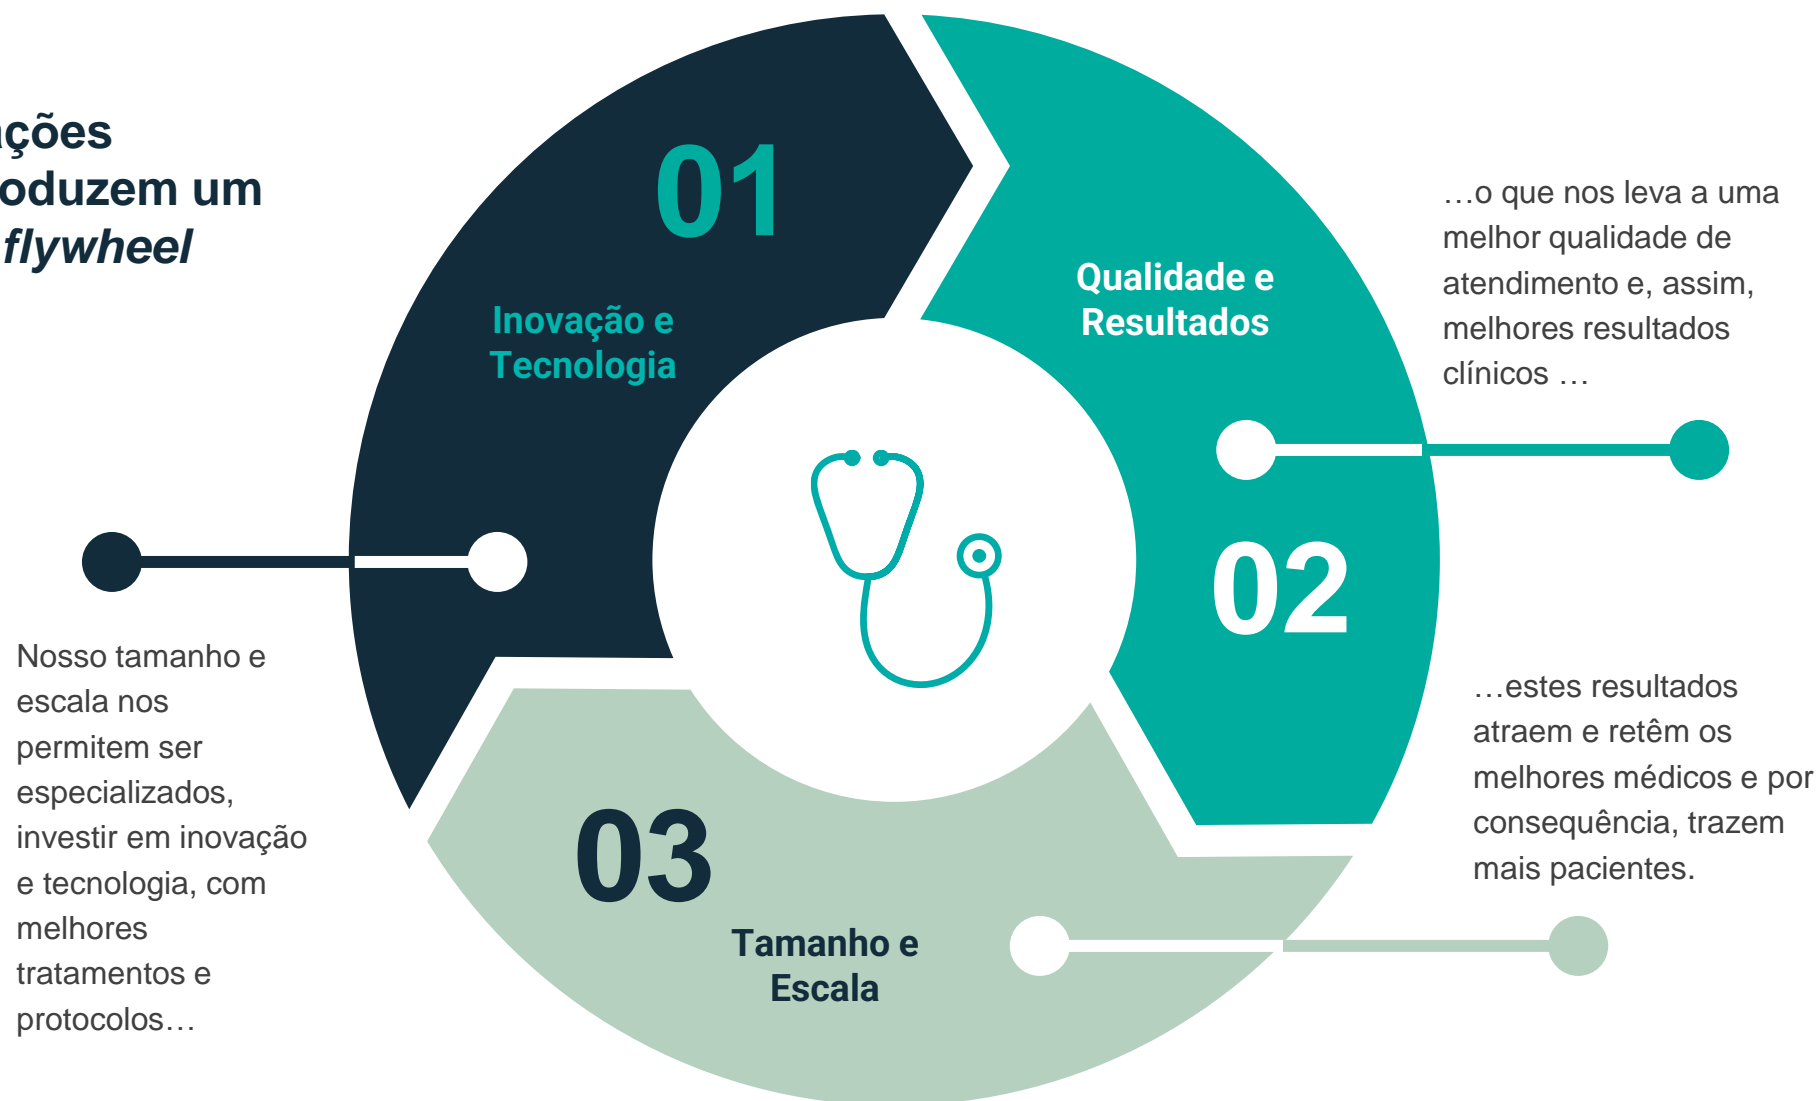 ções
oduzem um
flywheel
01
Inovação e
Tecnologia
Nosso tamanho e
escala nos
permitem ser
especializados,
investir em inovação
e tecnologia, com
melhores
tratamentos e
protocolos…
Qualidade e
Resultados
02
…o que nos leva a uma
melhor qualidade de
atendimento e, assim,
melhores resultados
clínicos …
03
Tamanho e
Escala
…estes resultados
atraem e retêm os
melhores médicos e por
consequência, trazem
mais pacientes.